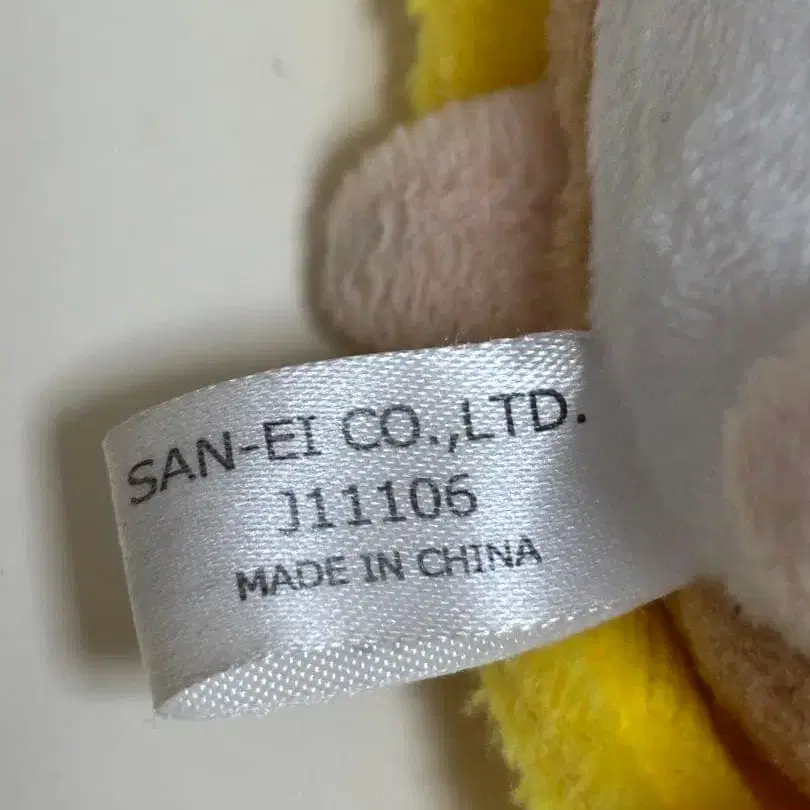 SAN-EI CO.,LTD.
J11106
MADE IN CHINA